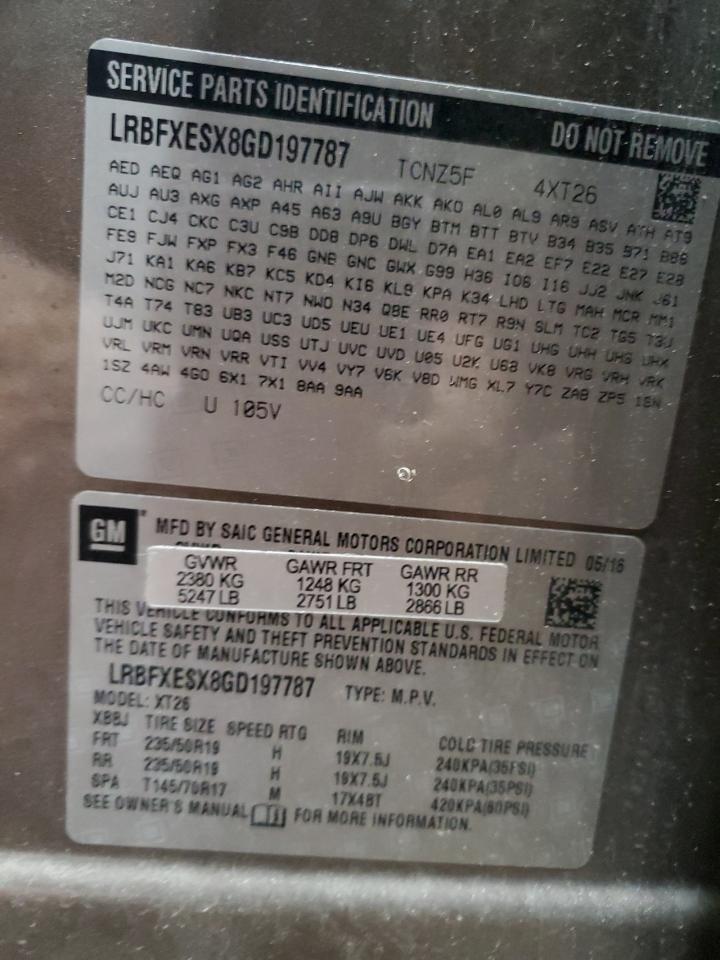 SERVICE PARTS IDENTIFICATION DO NOT REMOVE
LRBFXESX8GD197787 TCNZ5F 4XT26
AED AEQ AG1 AG2 AHR AII AJW AKK AKO AL0 AL9 AR9 ASV ATH AT9
AUJ AU3 AXG AXP A45 A63 A9U BGY BTM BTT BTV B34 B35 B71 B86
CE1 CJ4 CKC C3U C9B DD8 DP6 DWL D7A EA1 EA2 EF7 E22 E27 E28
FE9 FJW FXP FX3 F46 GNB GNC GWX G99 H36 I06 I16 JJ2 JNK J61
J71 KA1 KA6 KB7 KC5 KD4 KI6 KL9 KPA K34 LHD LTG MAH MCR MM1
M2D NCG NC7 NKC NT7 NWO N34 RR0 RT7 R9N SLM TC2 TG5 T3U
T4A T74 T83 UB3 UC3 UD5 UEU UE1 UE4 UFG UG1 UHG UHH UHX
UJM UKC UMN UQA USS UTJ UVC UVD U05 U2K U68 VK8 VRG VRH VRK
VRL VRM VRN VRR VTI VV4 VY7 V6K V8D WMG XL7 Y7C ZA8 ZP5
1SZ 4AW 4G0 6X1 7X1 8AA 9AA
CC/HC U 105V
GM MFD BY SAIC GENERAL MOTORS CORPORATION LIMITED 05/16
GVWR GAWR FRT GAWR RR
2380 KG 1248 KG 1300 KG
5247 LB 2751 LB 2866 LB
THIS VEHICLE CONFORMS TO ALL APPLICABLE U.S. FEDERAL MOTOR
VEHICLE SAFETY AND THEFT PREVENTION STANDARDS IN EFFECT ON
THE DATE OF MANUFACTURE SHOWN ABOVE.
LRBFXESX8GD197787 TYPE: M.P.V.
MODEL: XT26
XBBJ TIRE SIZE SPEED RTG RIM COLD TIRE PRESSURE
FRT 235/50R19 H 19X7.5J 240KPA(35PSI)
RR 235/50R19 H 19X7.5J 240KPA(35PSI)
SPA T145/70R17 M 17X4BT 420KPA(60PSI)
SEE OWNER'S MANUAL FOR MORE INFORMATION.